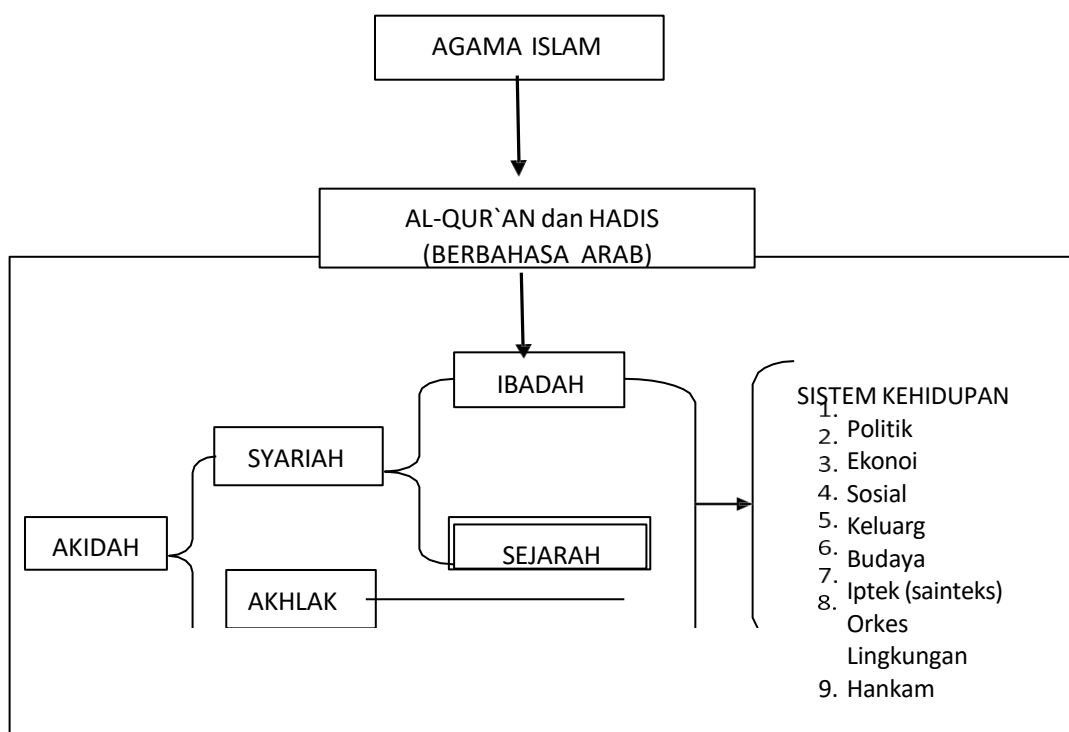 AGAMA ISLAM
AL-QUR`AN dan HADIS
(BERBAHASA ARAB)
IBADAH
SYARIAH
AKIDAH
SEJARAH
AKHLAK
SISTEM KEHIDUPAN
1.
2. Politik
3. Ekonoi
4. Sosial
5. Keluarg
6. Budaya
7. Iptek (sainteks)
8. Orkes
Lingkungan
9. Hankam